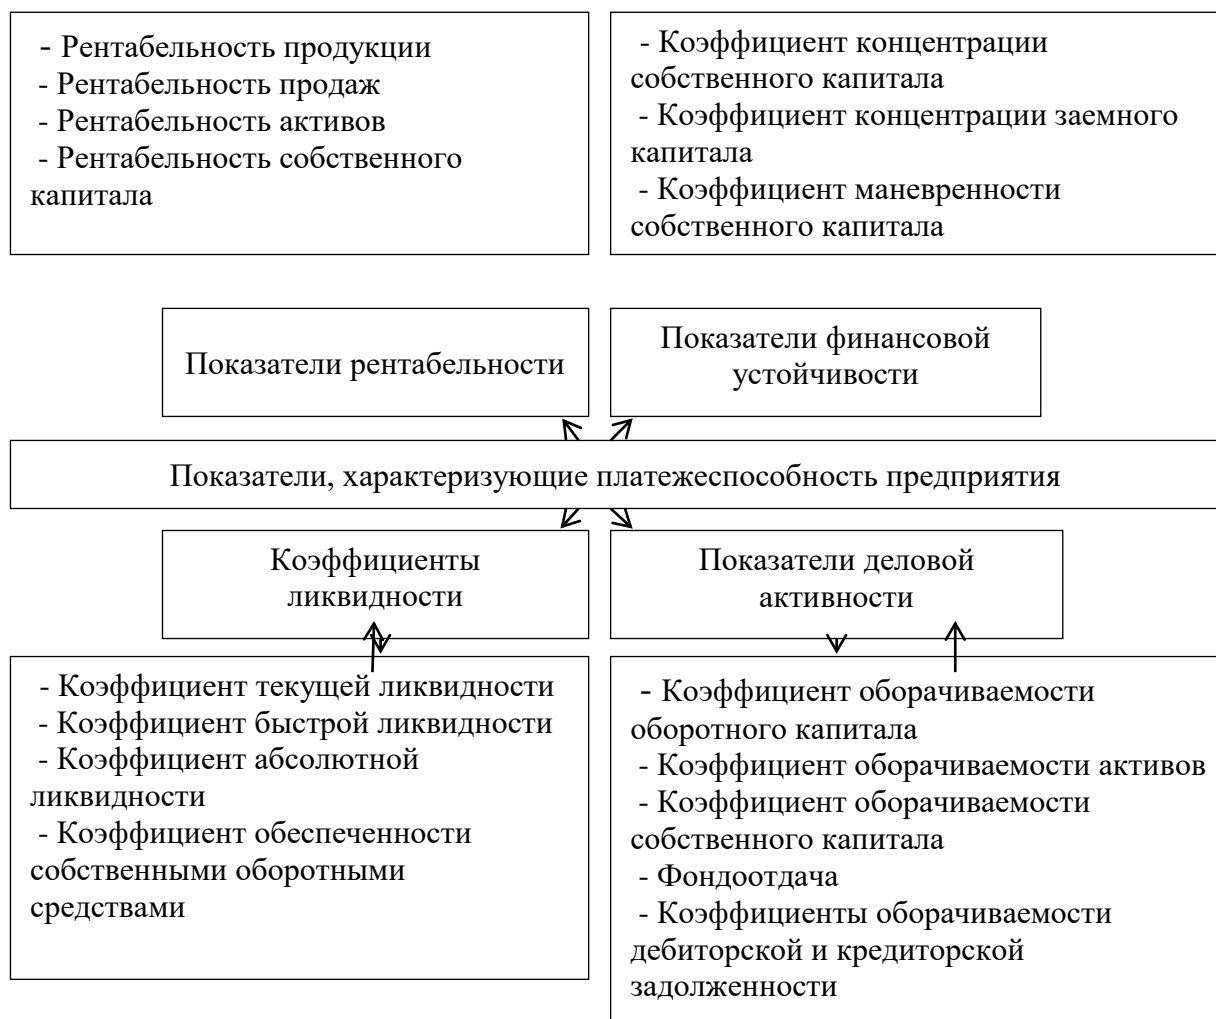 - Рентабельность продукции
- Рентабельность продаж
- Рентабельность активов
- Рентабельность собственного
капитала
- Коэффициент концентрации
собственного капитала
- Коэффициент концентрации заемного
капитала
- Коэффициент маневренности
собственного капитала
Показатели рентабельности
Показатели финансовой
устойчивости
Показатели, характеризующие платежеспособность предприятия
Коэффициенты
ликвидности
Показатели деловой
активности
- Коэффициент текущей ликвидности
- Коэффициент быстрой ликвидности
- Коэффициент абсолютной
ликвидности
- Коэффициент обеспеченности
собственными оборотными
средствами
- Коэффициент оборачиваемости
оборотного капитала
- Коэффициент оборачиваемости активов
- Коэффициент оборачиваемости
собственного капитала
- Фондоотдача
- Коэффициенты оборачиваемости
дебиторской и кредиторской
задолженности